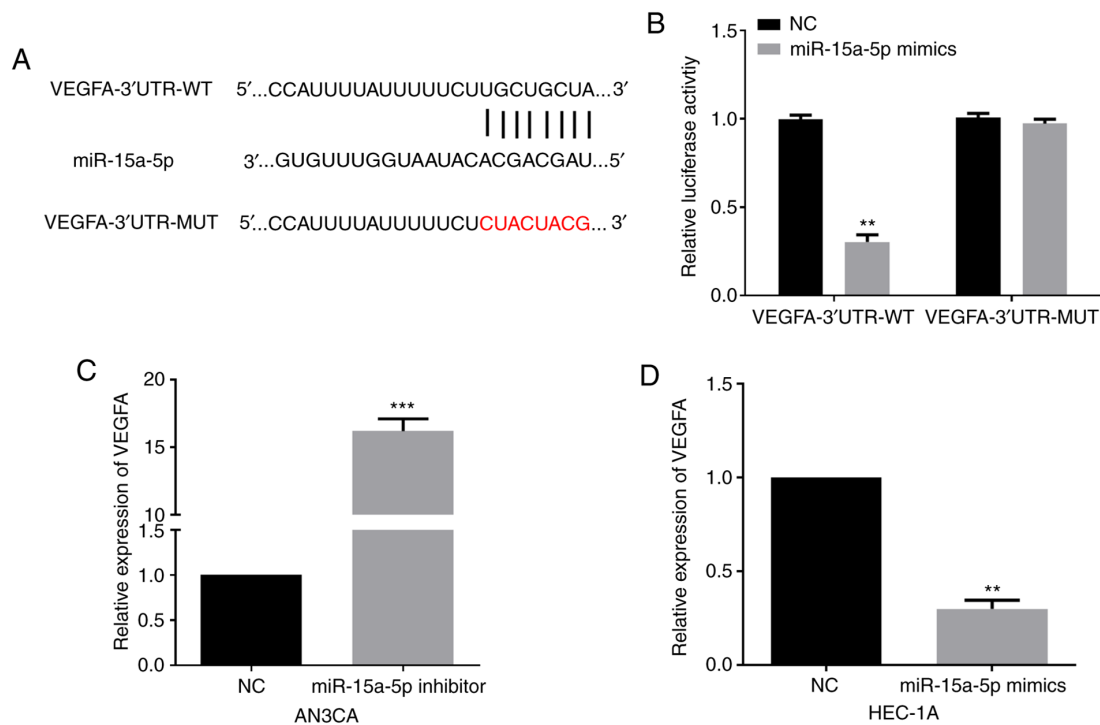 A
VEGFA-3′UTR-WT 5′...CCAUUUUAUUUUUCUUUGCUGCUA...3′
miR-15a-5p 3′...GUGUUUGGUAAUACACGACGAU...5′
VEGFA-3′UTR-MUT 5′...CCAUUUUAUUUUUCUCUACUACG... 3′
B
NC
miR-15a-5p mimics
Relative luciferase activtiy
1.5
1.0
0.5
0.0
**
VEGFA-3′UTR-WT VEGFA-3′UTR-MUT
C
Relative expression of VEGFA
20
15
10
1.5
1.0
0.5
0.0
***
NC miR-15a-5p inhibitor
AN3CA
D
Relative expression of VEGFA
1.5
1.0
0.5
0.0
**
NC miR-15a-5p mimics
HEC-1A